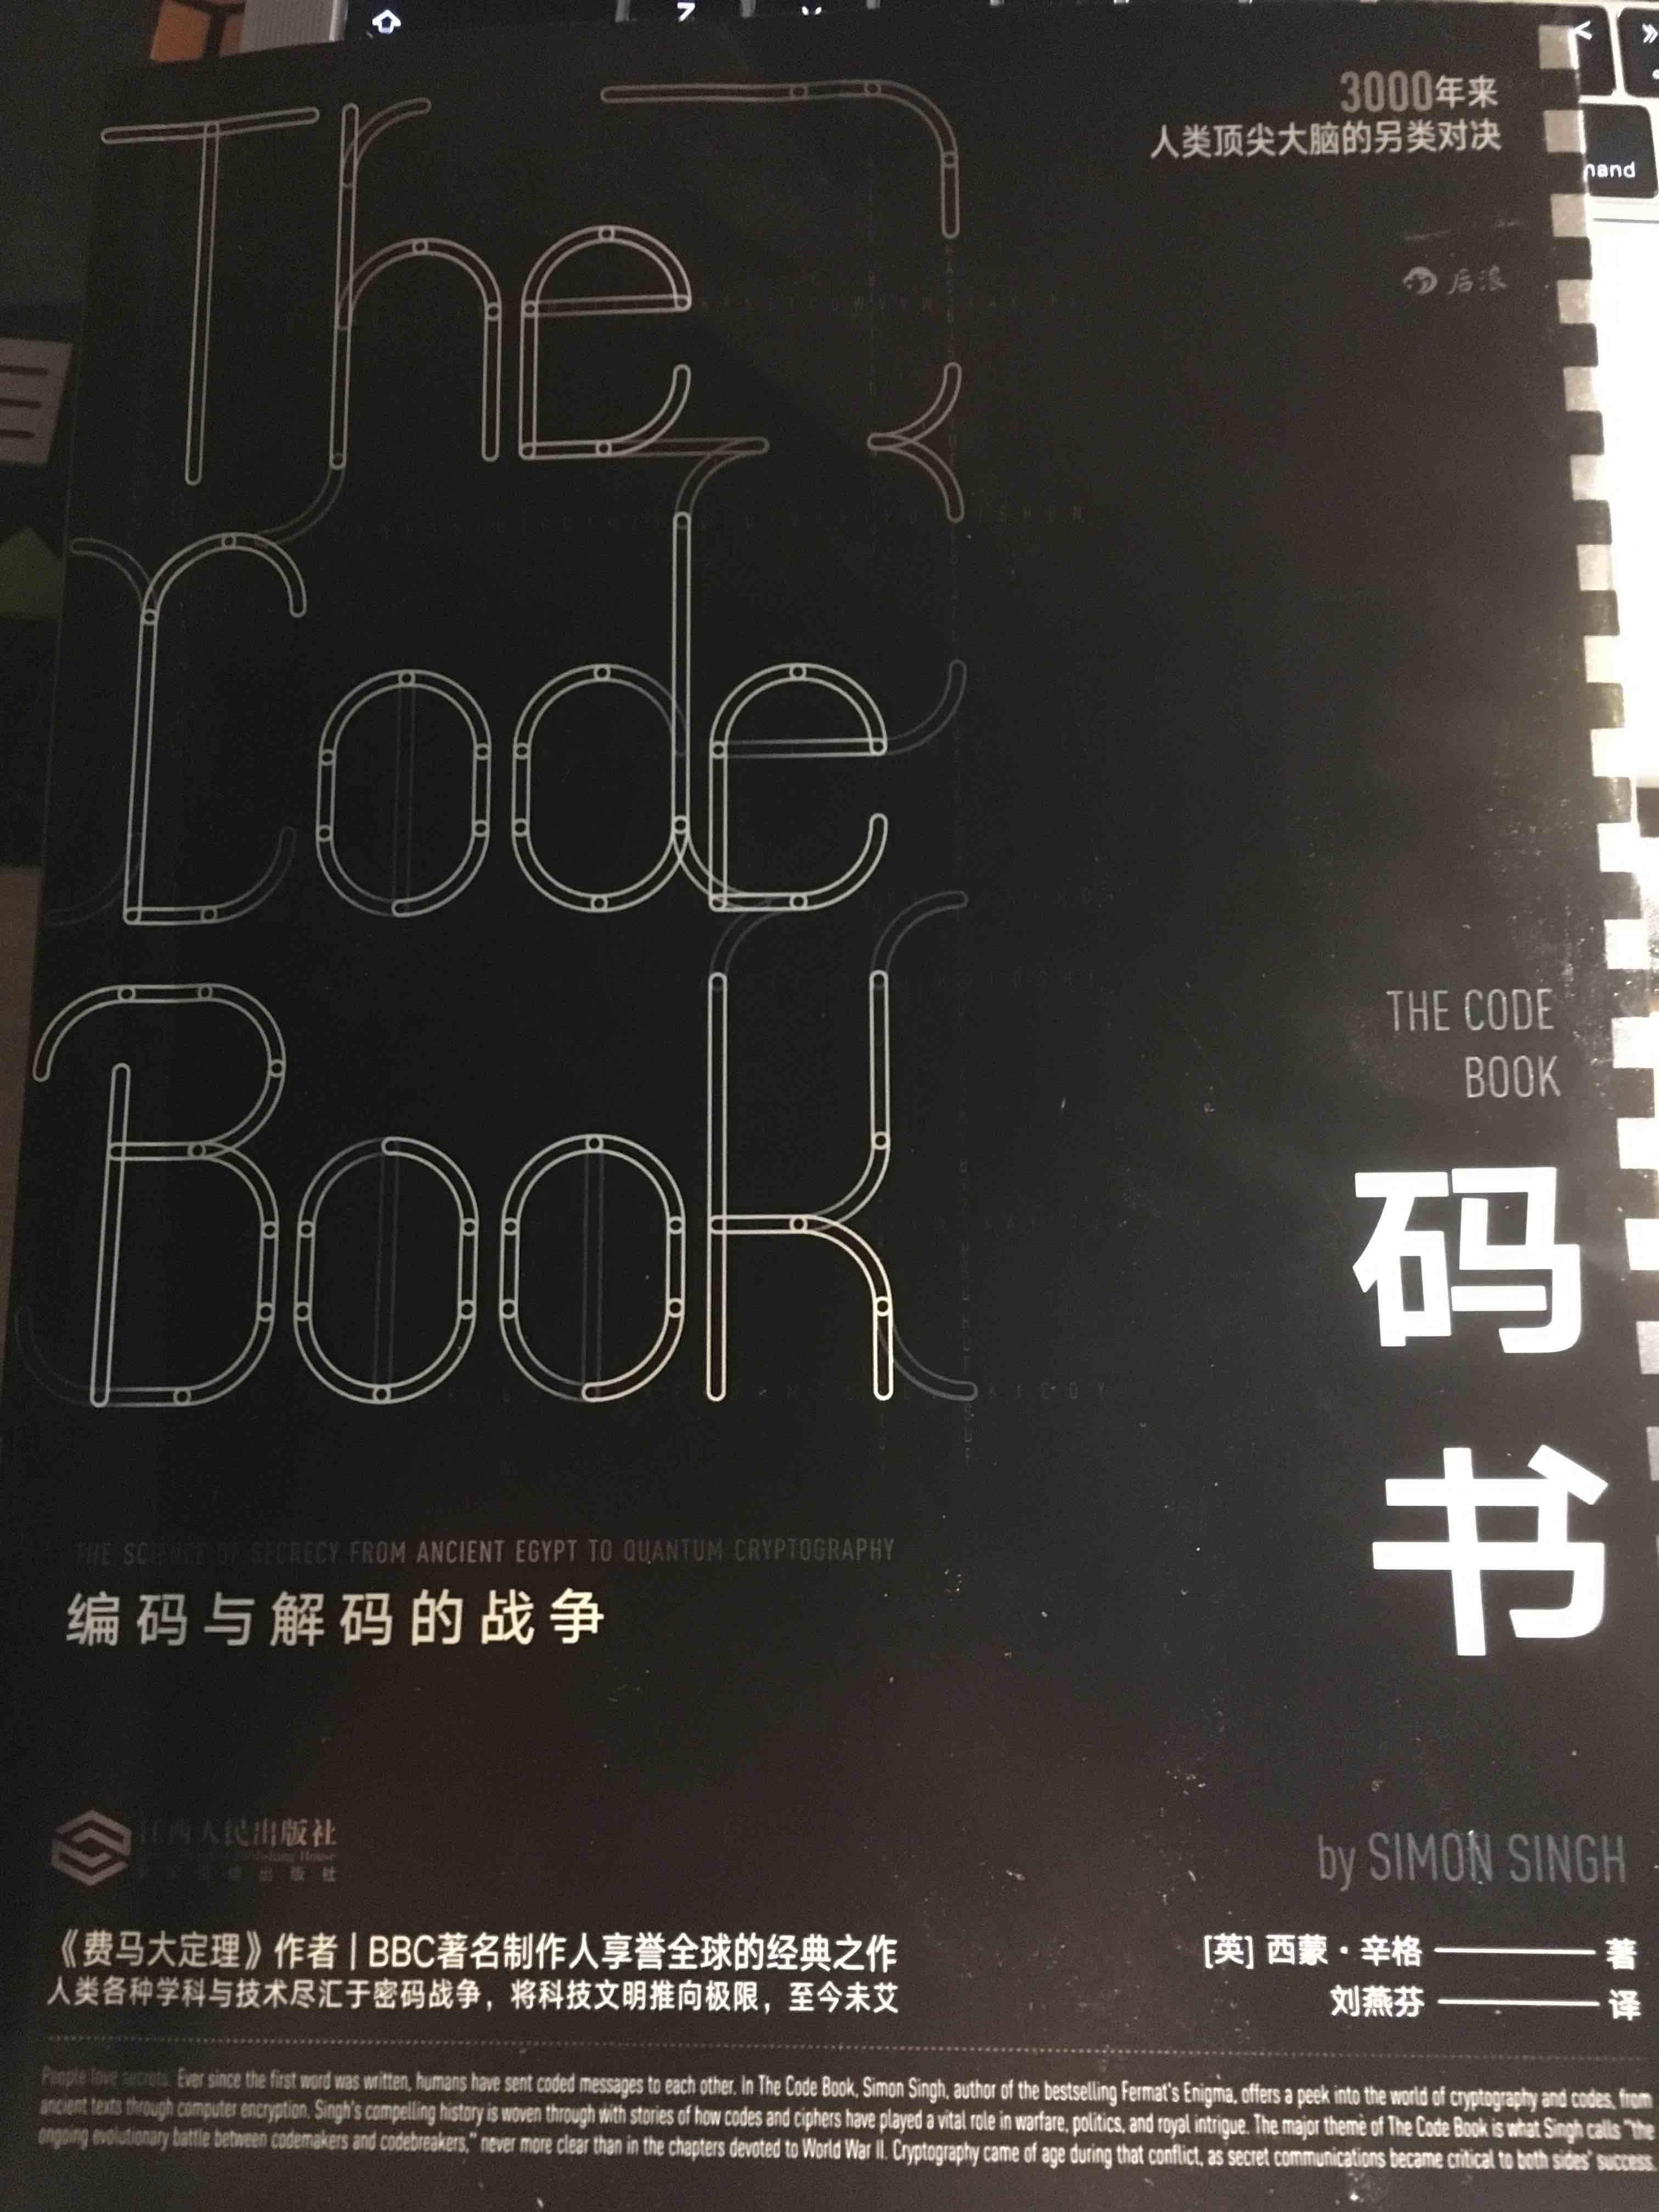 Z
<
hand
3000年来
人类顶尖大脑的另类对决
后浪
The
Code
Book
THE CODE
BOOK
码
书
THE SCIENCE OF SECRECY FROM ANCIENT EGYPT TO QUANTUM CRYPTOGRAPHY
编码与解码的战争
江西人民出版社
by SIMON SINGH
《费马大定理》作者 | BBC著名制作人享誉全球的经典之作
人类各种学科与技术尽汇于密码战争，将科技文明推向极限，至今未艾
[英] 西蒙·辛格 著
刘燕芬 译
People love secrets. Ever since the first word was written, humans have sent coded messages to each other. In The Code Book, Simon Singh, author of the bestselling Fermat's Enigma, offers a peek into the world of cryptography and codes, from
ancient texts through computer encryption. Singh's compelling history is woven through with stories of how codes and ciphers have played a vital role in warfare, politics, and royal intrigue. The major theme of The Code Book is what Singh calls "the
ongoing evolutionary battle between codemakers and codebreakers," never more clear than in the chapters devoted to World War II. Cryptography came of age during that conflict, as secret communications became critical to both sides' success.